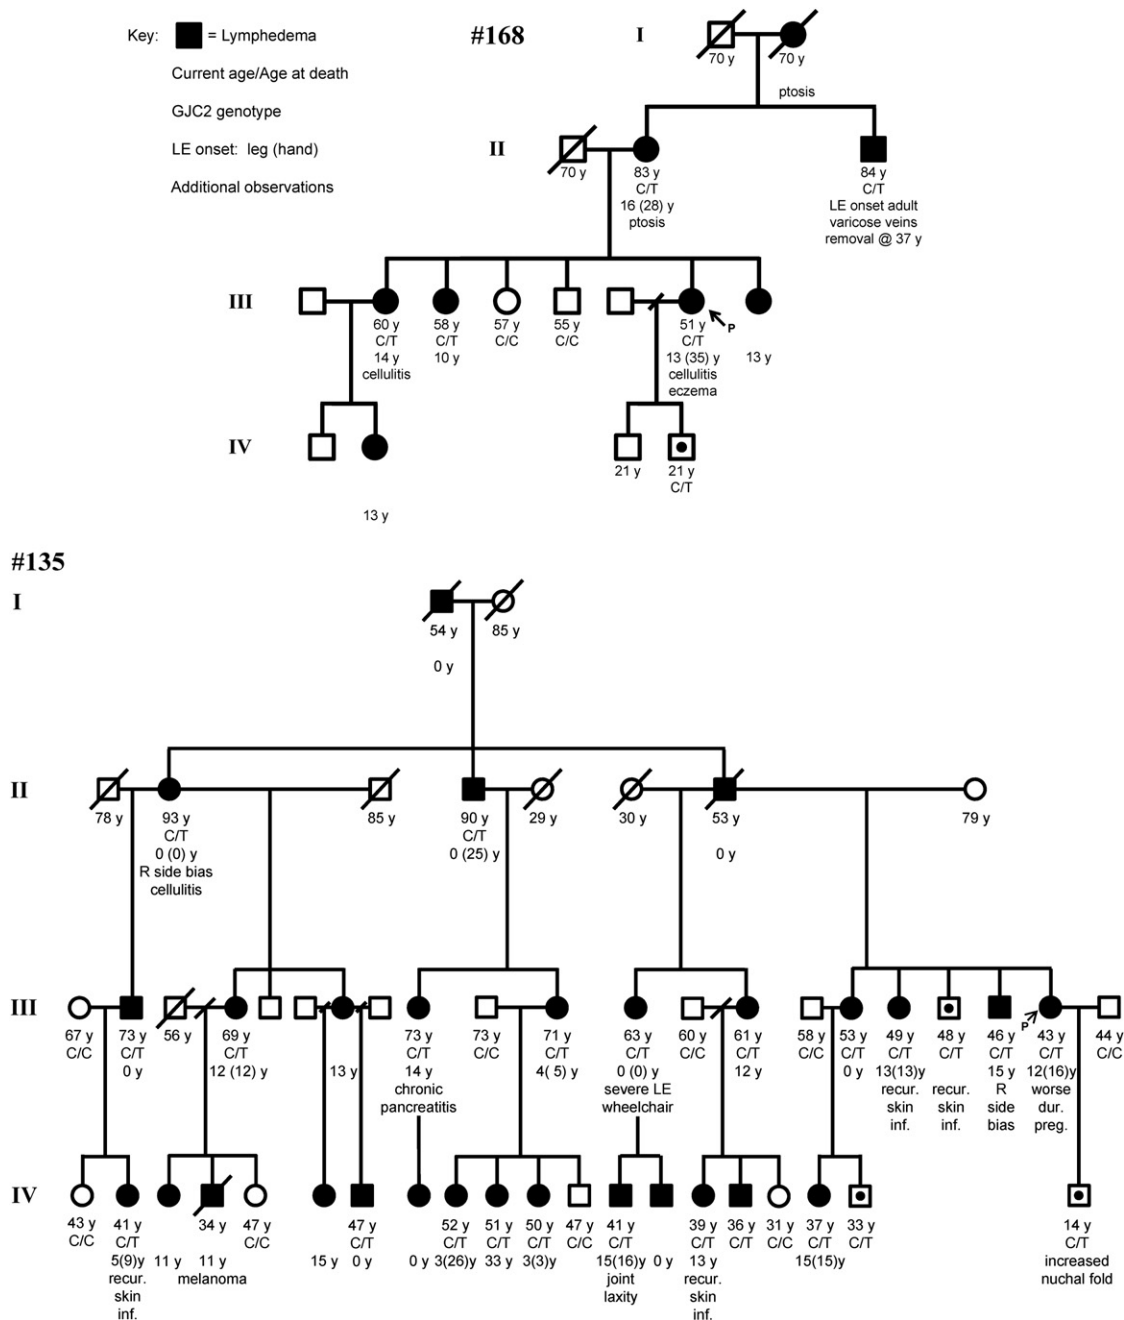 Key: = Lymphedema
Current age/Age at death
GJC2 genotype
LE onset: leg (hand)
Additional observations
#168
I
70 y 70 y
ptosis
II
70 y 83 y 84 y
C/T C/T
16 (28) y LE onset adult
ptosis varicose veins
removal @ 37 y
III
P
60 y 58 y 57 y 55 y 51 y
C/T C/T C/C C/C C/T
14 y 10 y 13 (35) y 13 y
cellulitis cellulitis
eczema
IV
21 y 21 y
C/T
13 y
#135
I
54 y 85 y
0 y
II
78 y 93 y 85 y 90 y 29 y 30 y 53 y 79 y
C/T C/T
0 (0) y 0 (25) y 0 y
R side bias
cellulitis
III
P
67 y 73 y 56 y 69 y 73 y 73 y 71 y 63 y 60 y 61 y 58 y 53 y 49 y 48 y 46 y 43 y 44 y
C/C C/T C/T C/T C/C C/T C/T C/C C/T C/C C/T C/T C/T C/T C/T C/C
0 y 12 (12) y 13 y 14 y 4( 5) y 0 (0) y 12 y 0 y 13(13)y 15 y 12(16)y
chronic severe LE recur. recur. R worse
pancreatitis wheelchair skin skin side dur.
inf. inf. bias preg.
IV
43 y 41 y 34 y 47 y 47 y 52 y 51 y 50 y 47 y 41 y 39 y 36 y 31 y 37 y 33 y 14 y
C/C C/T C/C C/T C/T C/T C/T C/C C/T C/T C/T C/C C/T C/T C/T
5(9)y 11 y 11 y 15 y 0 y 0 y 3(26)y 33 y 3(3)y 15(16)y 0 y 13 y 15(15)y increased
recur. melanoma joint recur. nuchal fold
skin laxity skin
inf. inf.